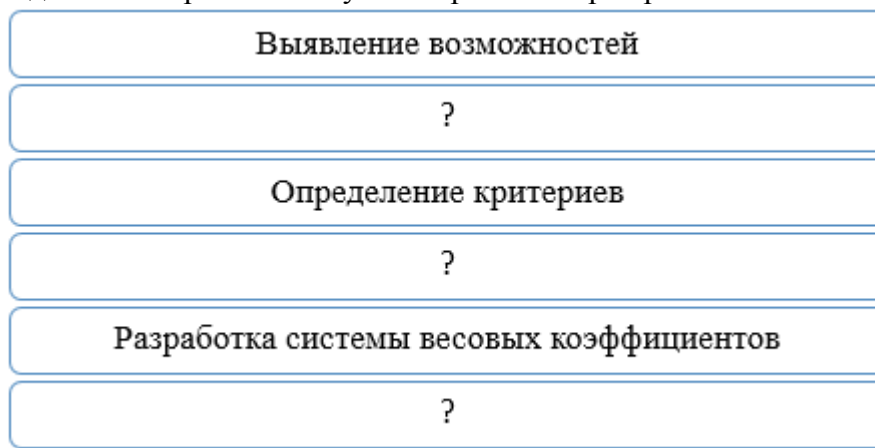 Выявление возможностей
?
Определение критериев
?
Разработка системы весовых коэффициентов
?